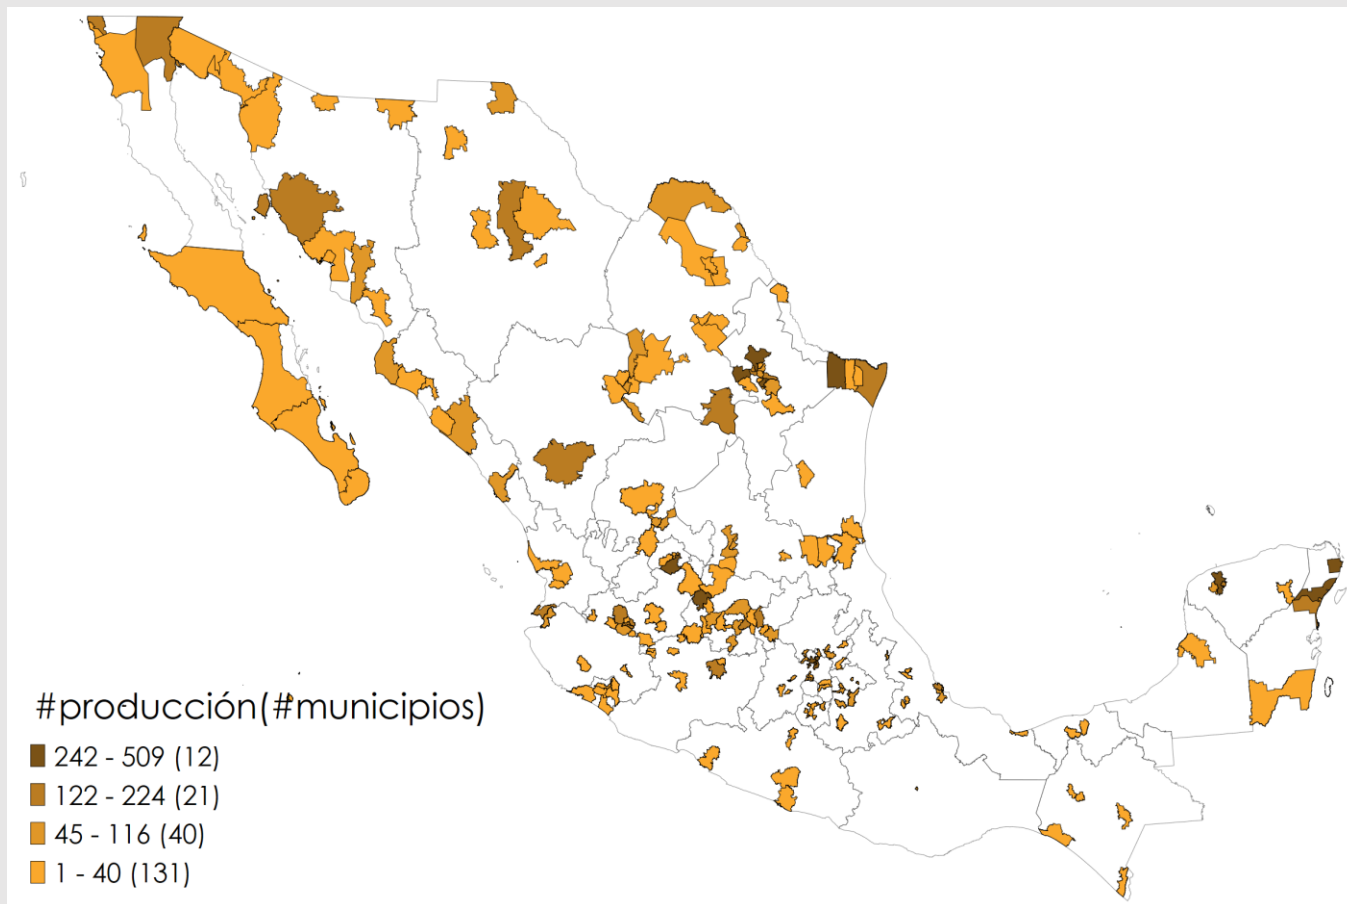 #producción(#municipios)
242 - 509 (12)
122 - 224 (21)
45 - 116 (40)
1 - 40 (131)